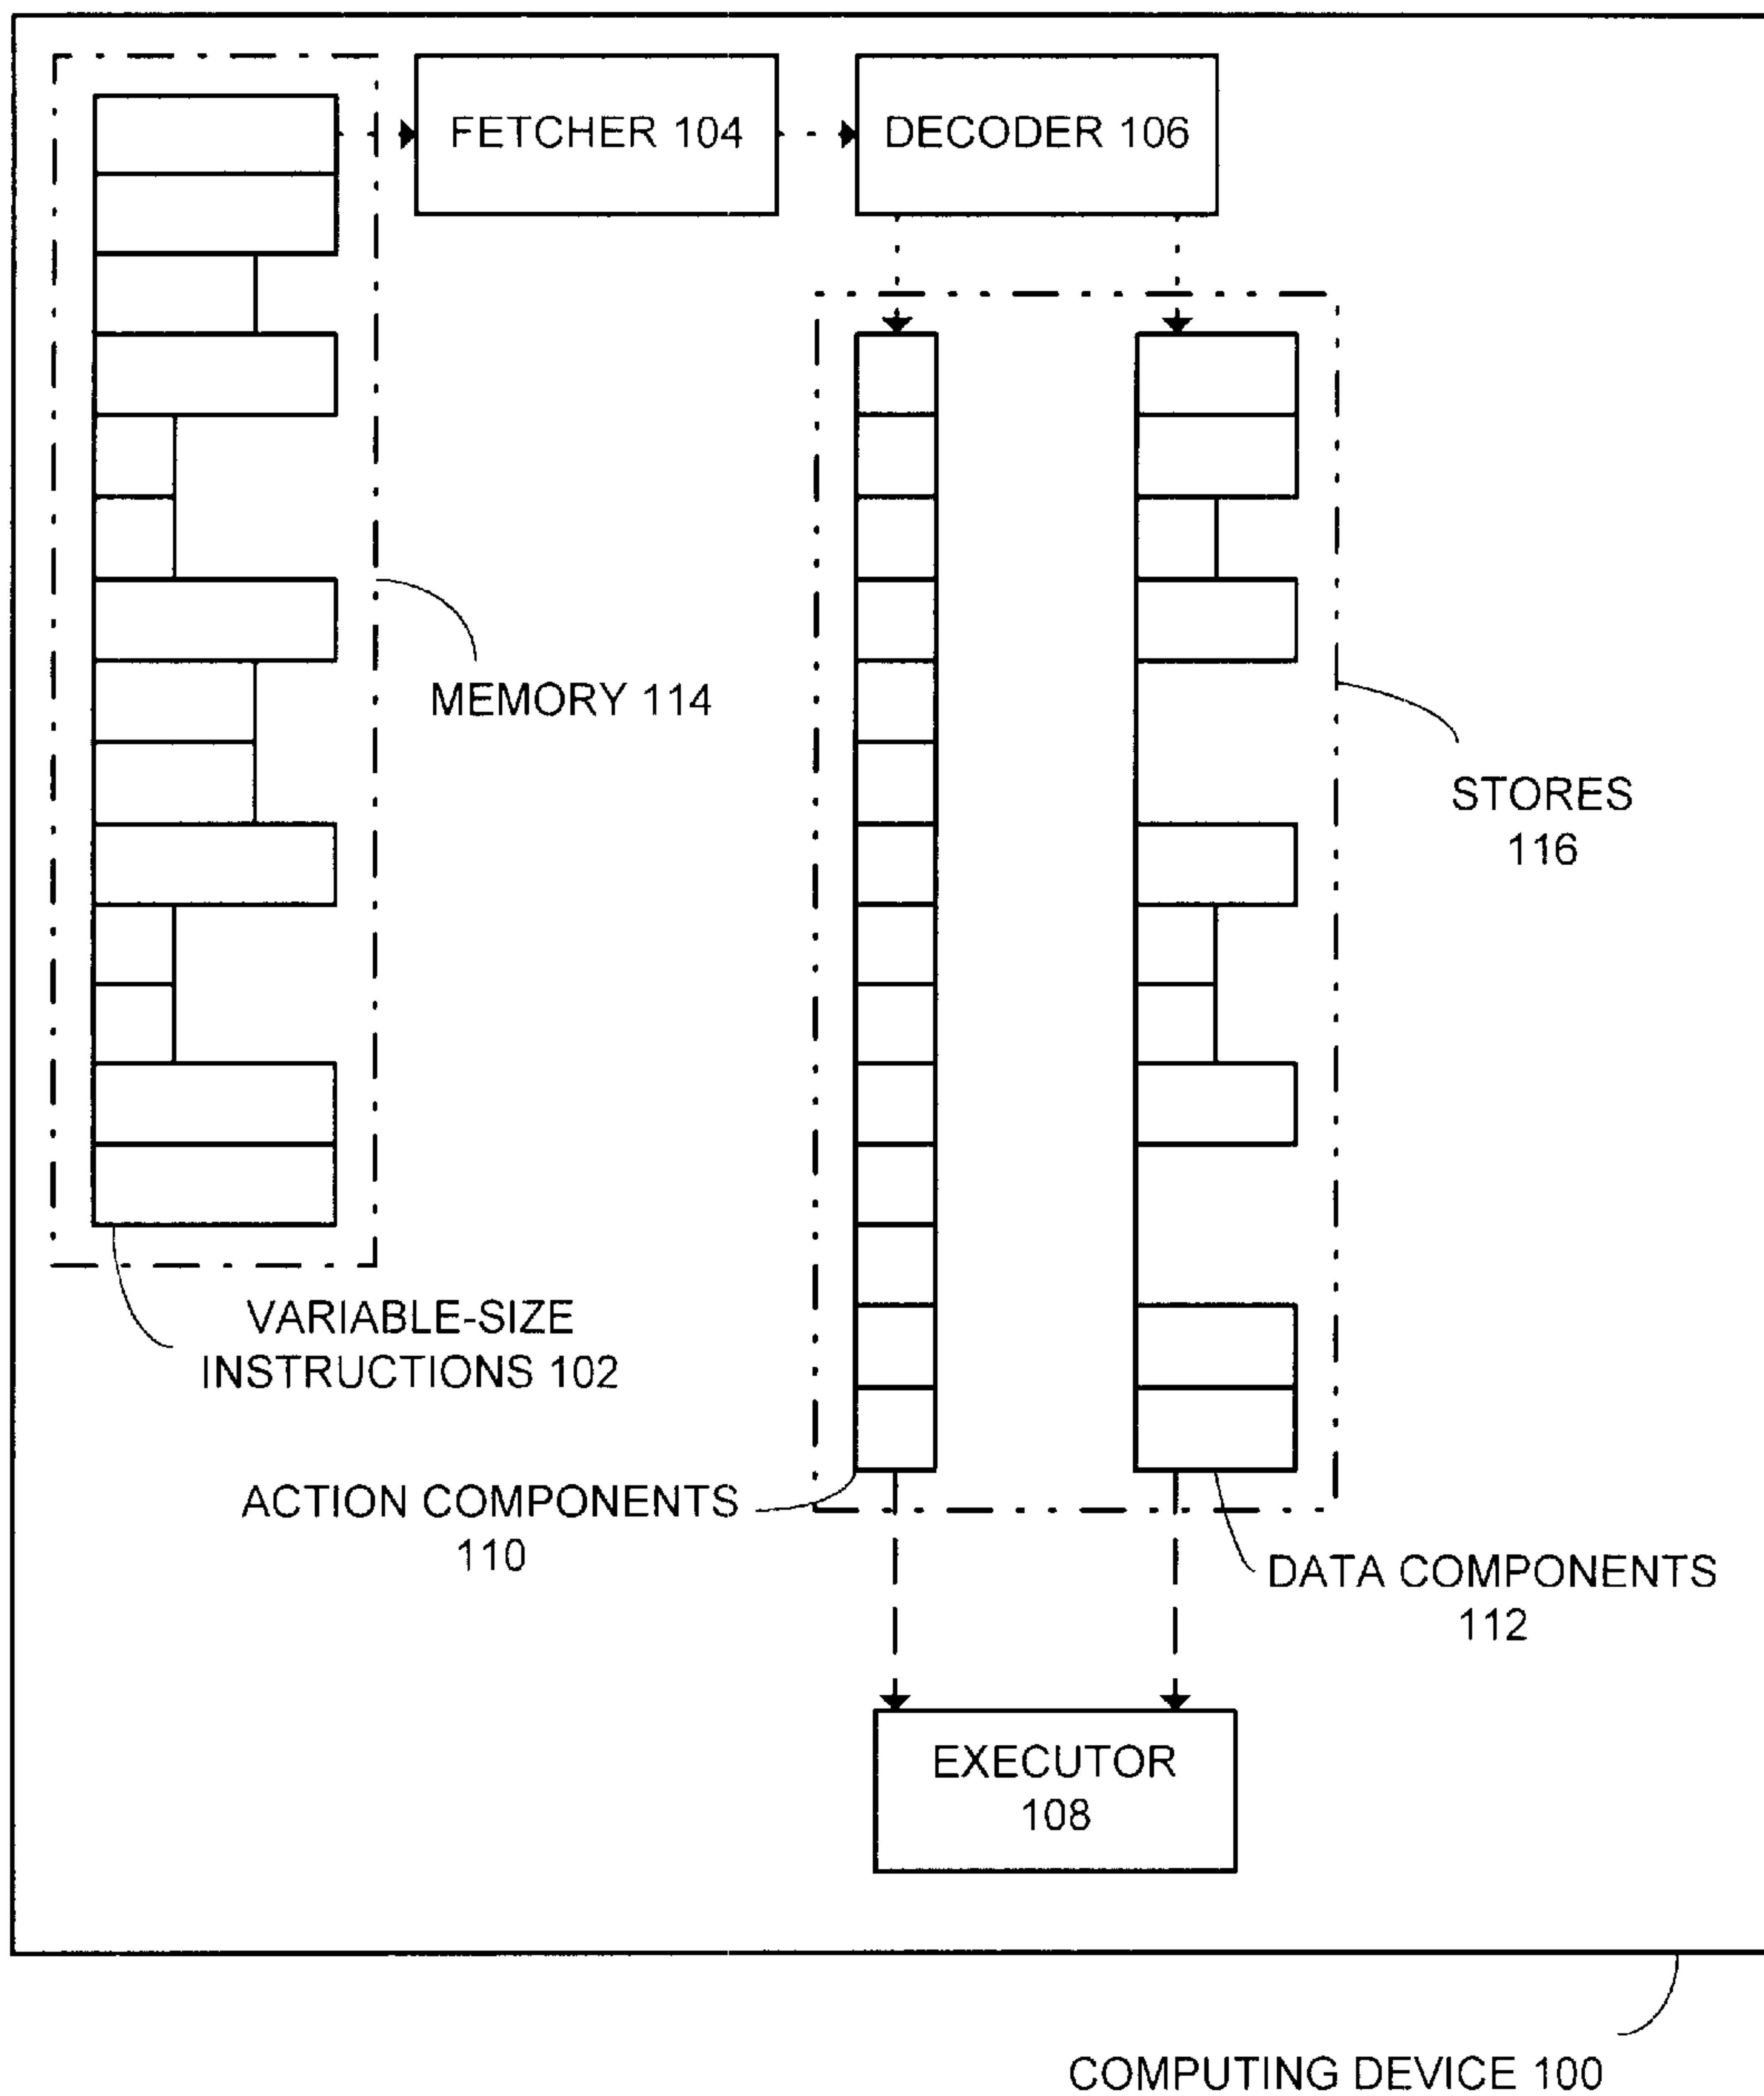 FETCHER 104
DECODER 106
MEMORY 114
STORES
116
VARIABLE-SIZE
INSTRUCTIONS 102
ACTION COMPONENTS
110
DATA COMPONENTS
112
EXECUTOR
108
COMPUTING DEVICE 100